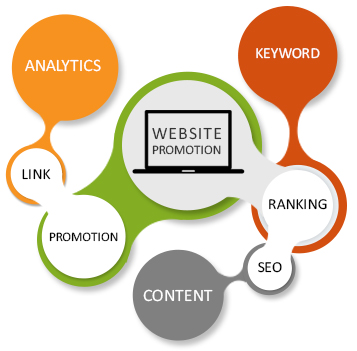 ANALYTICS
KEYWORD
WEBSITE
PROMOTION
LINK
RANKING
PROMOTION
SEO
CONTENT